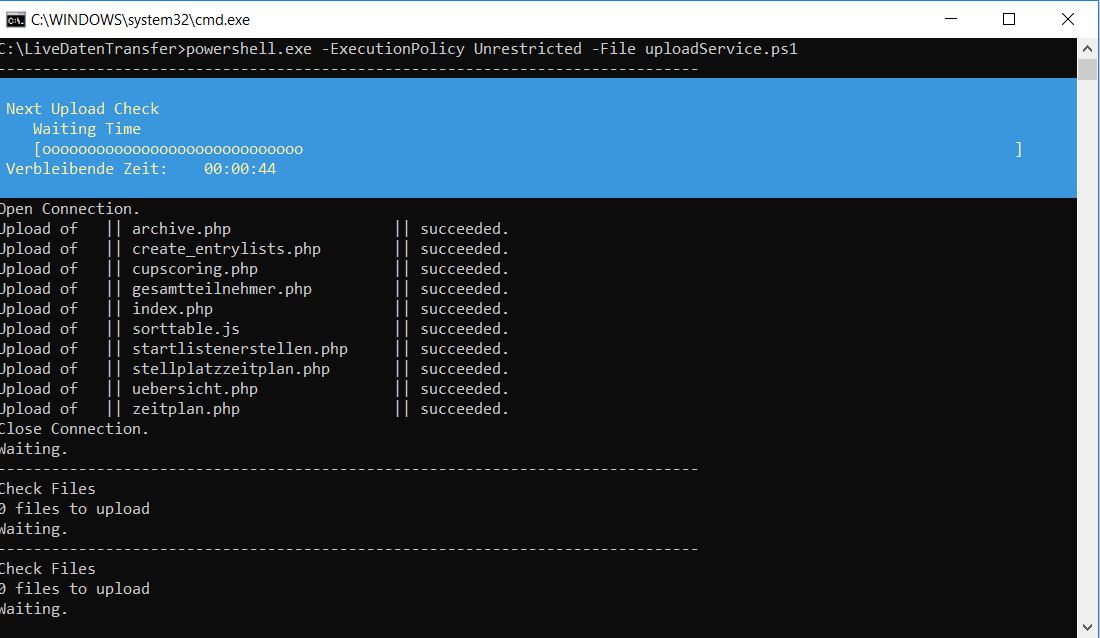 C:\WINDOWS\system32\cmd.exe
C:\LiveDatenTransfer>powershell.exe -ExecutionPolicy Unrestricted -File uploadService.ps1
------------------------------------------------------------------------------
Next Upload Check
Waiting Time
[ooooooooooooooooooooooooooooo ]
Verbleibende Zeit: 00:00:44
Open Connection.
Upload of || archive.php || succeeded.
Upload of || create_entrylists.php || succeeded.
Upload of || cupscoring.php || succeeded.
Upload of || gesamtteilnehmer.php || succeeded.
Upload of || index.php || succeeded.
Upload of || sorttable.js || succeeded.
Upload of || startlistenerstellen.php || succeeded.
Upload of || stellplatzzeitplan.php || succeeded.
Upload of || uebersicht.php || succeeded.
Upload of || zeitplan.php || succeeded.
Close Connection.
Waiting.
------------------------------------------------------------------------------
Check Files
0 files to upload
Waiting.
------------------------------------------------------------------------------
Check Files
0 files to upload
Waiting.